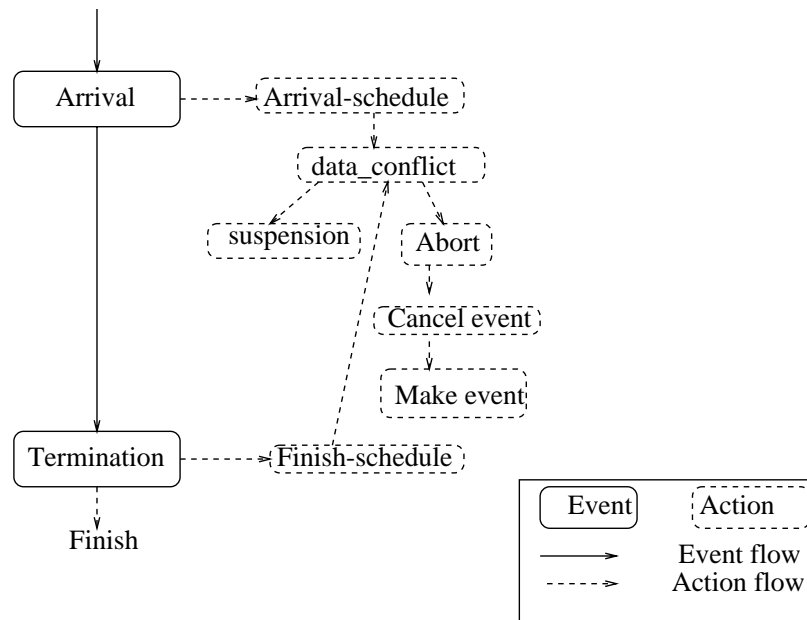 Arrival
Arrival-schedule
data_conflict
suspension
Abort
Cancel event
Make event
Termination
Finish-schedule
Finish
Event
Action
Event flow
Action flow